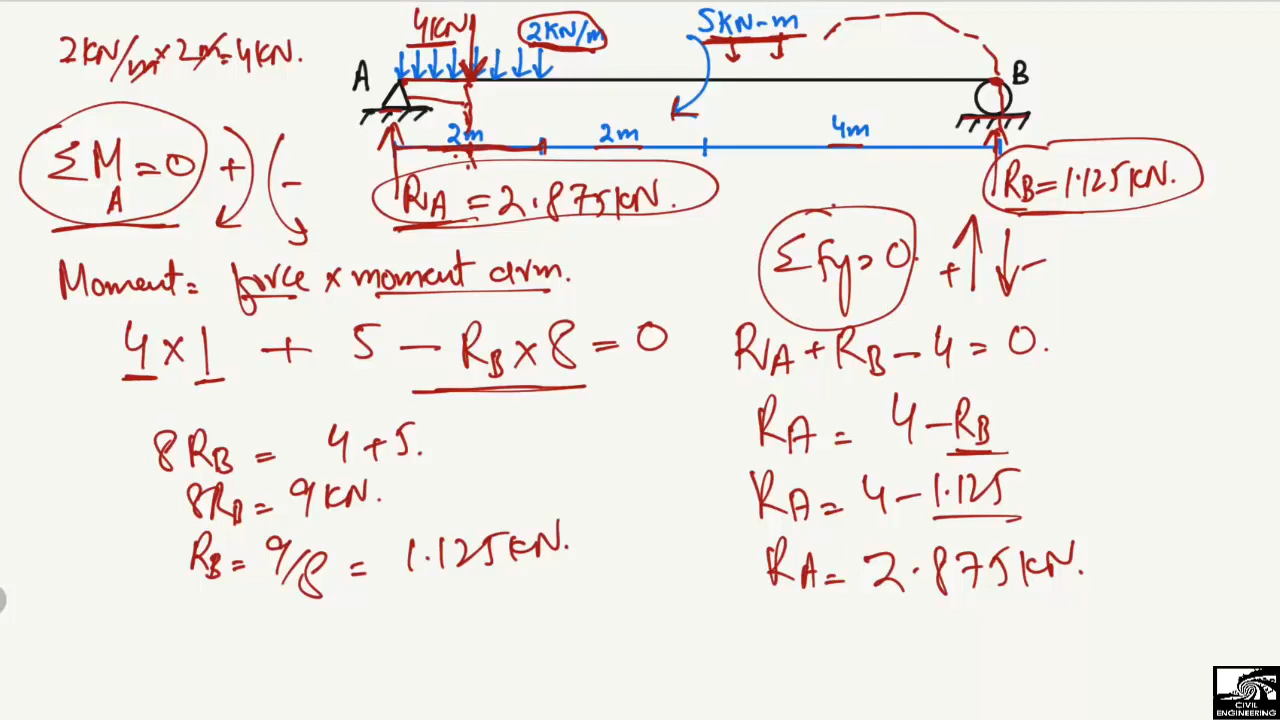 2KN/m × 2m = 4KN.
4KN
2KN/m
5KN-m
A
B
2m
2m
4m
ΣM = 0
A
+
-
RA = 2.875KN.
RB = 1.125KN.
Moment = force × moment arm.
ΣFy = 0.
+
-
4 × 1 + 5 - RB × 8 = 0
RA + RB - 4 = 0.
8RB = 4 + 5.
RA = 4 - RB
8RB = 9KN.
RA = 4 - 1.125
RB = 9/8 = 1.125KN.
RA = 2.875KN.
CIVIL
ENGINEERING